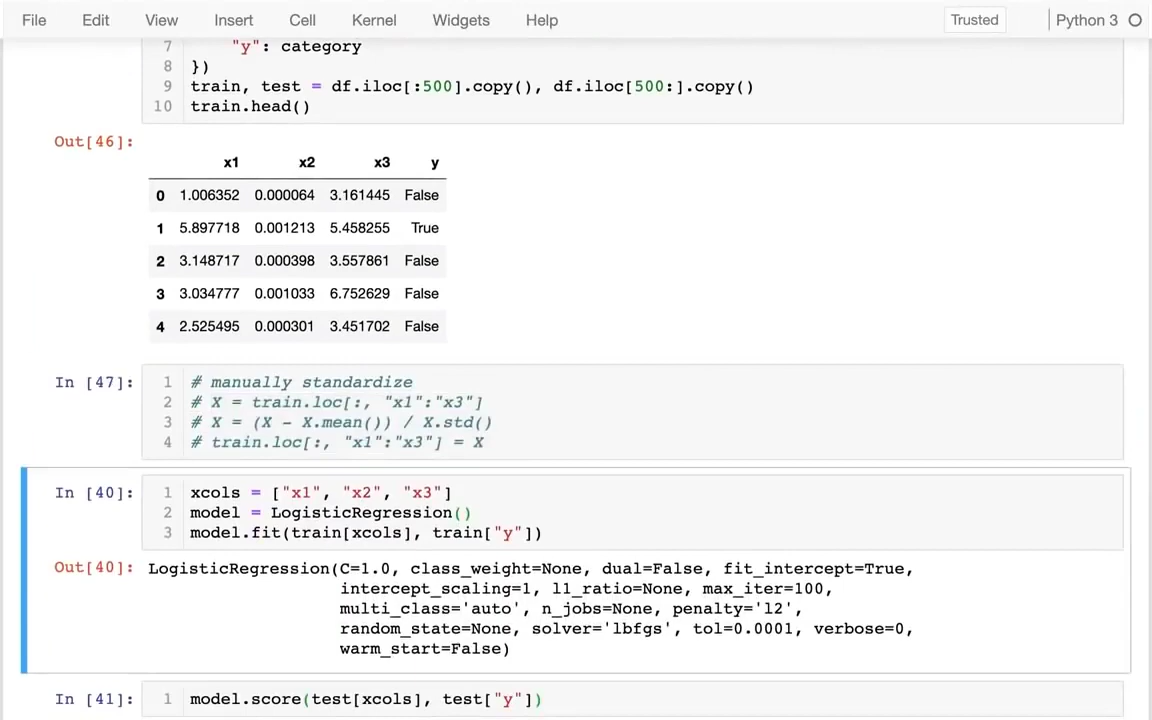 File Edit View Insert Cell Kernel Widgets Help Trusted Python 3
7 "y": category
8 })
9 train, test = df.iloc[:500].copy(), df.iloc[500:].copy()
10 train.head()
Out[46]:
x1 x2 x3 y
0 1.006352 0.000064 3.161445 False
1 5.897718 0.001213 5.458255 True
2 3.148717 0.000398 3.557861 False
3 3.034777 0.001033 6.752629 False
4 2.525495 0.000301 3.451702 False
In [47]: 1 # manually standardize
2 # X = train.loc[:, "x1":"x3"]
3 # X = (X - X.mean()) / X.std()
4 # train.loc[:, "x1":"x3"] = X
In [40]: 1 xcols = ["x1", "x2", "x3"]
2 model = LogisticRegression()
3 model.fit(train[xcols], train["y"])
Out[40]: LogisticRegression(C=1.0, class_weight=None, dual=False, fit_intercept=True,
intercept_scaling=1, l1_ratio=None, max_iter=100,
multi_class='auto', n_jobs=None, penalty='l2',
random_state=None, solver='lbfgs', tol=0.0001, verbose=0,
warm_start=False)
In [41]: 1 model.score(test[xcols], test["y"])